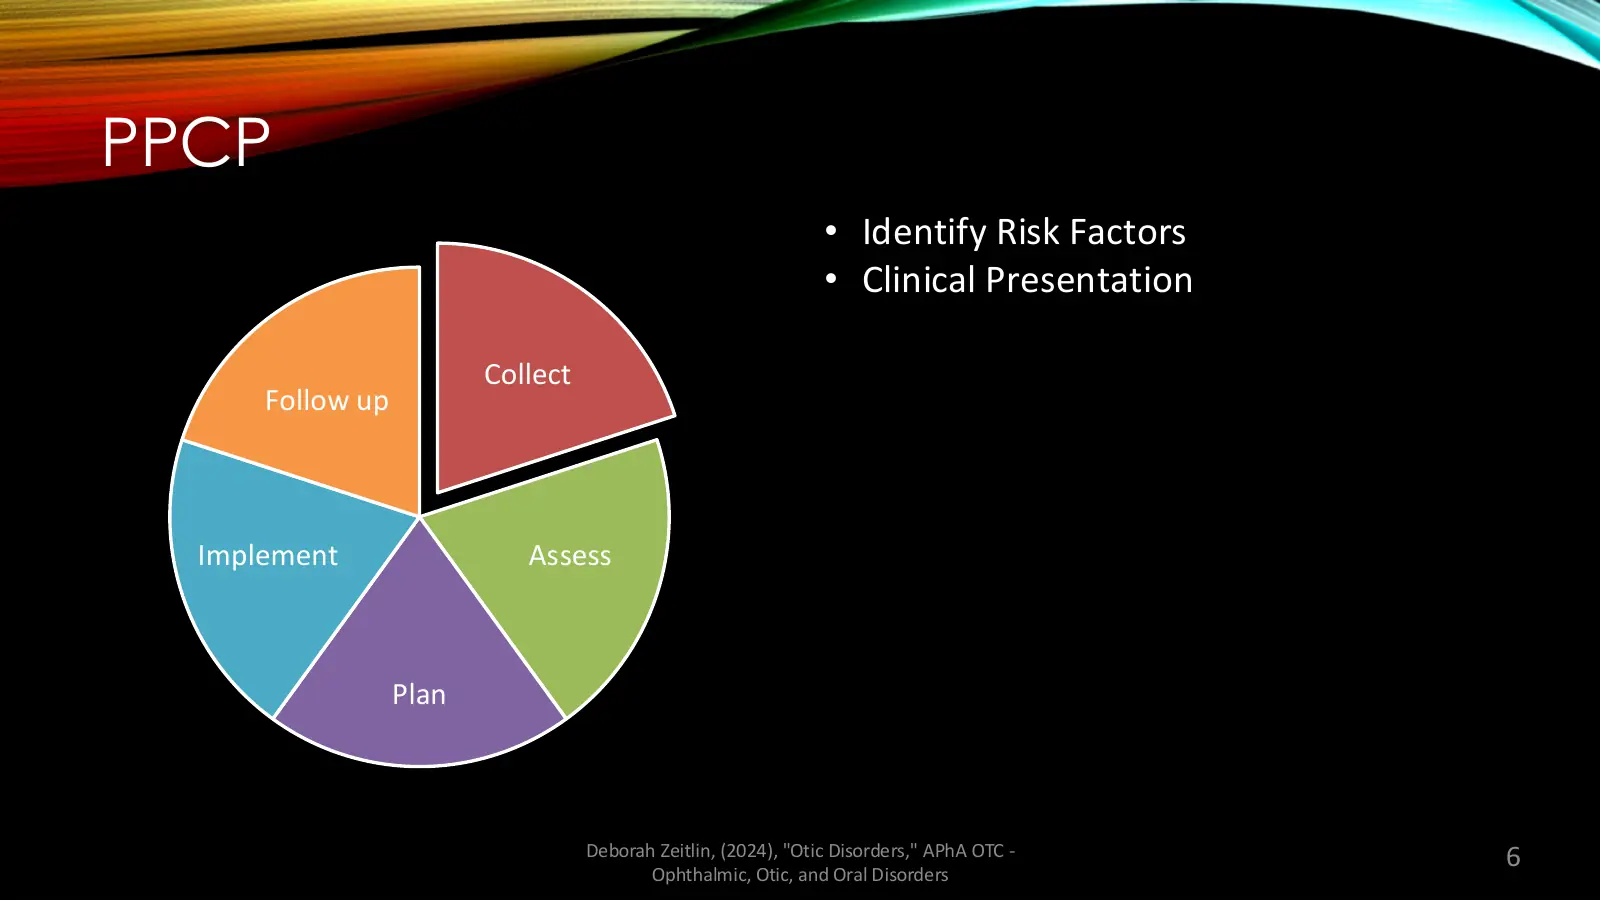 PPCP
• Identify Risk Factors
• Clinical Presentation
Collect
Follow up
Implement
Assess
Plan
Deborah Zeitlin, (2024), "Otic Disorders," APhA OTC -
Ophthalmic, Otic, and Oral Disorders
6